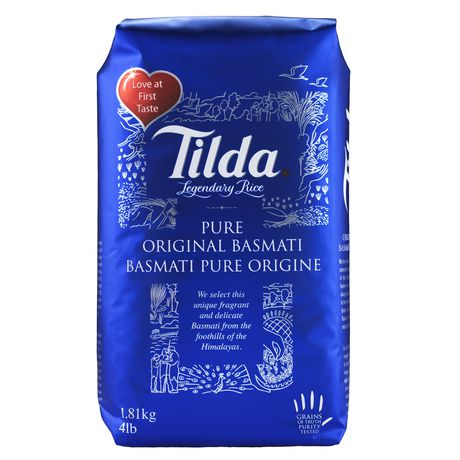 Love at
First
Taste
Tilda
Legendary Rice
PURE
ORIGINAL BASMATI
BASMATI PURE ORIGINE
We select this
unique fragrant
and delicate
Basmati from the
foothills of the
Himalayas.
1.81kg
4lb
GRAINS
OF TRUTH
PURITY
TESTED